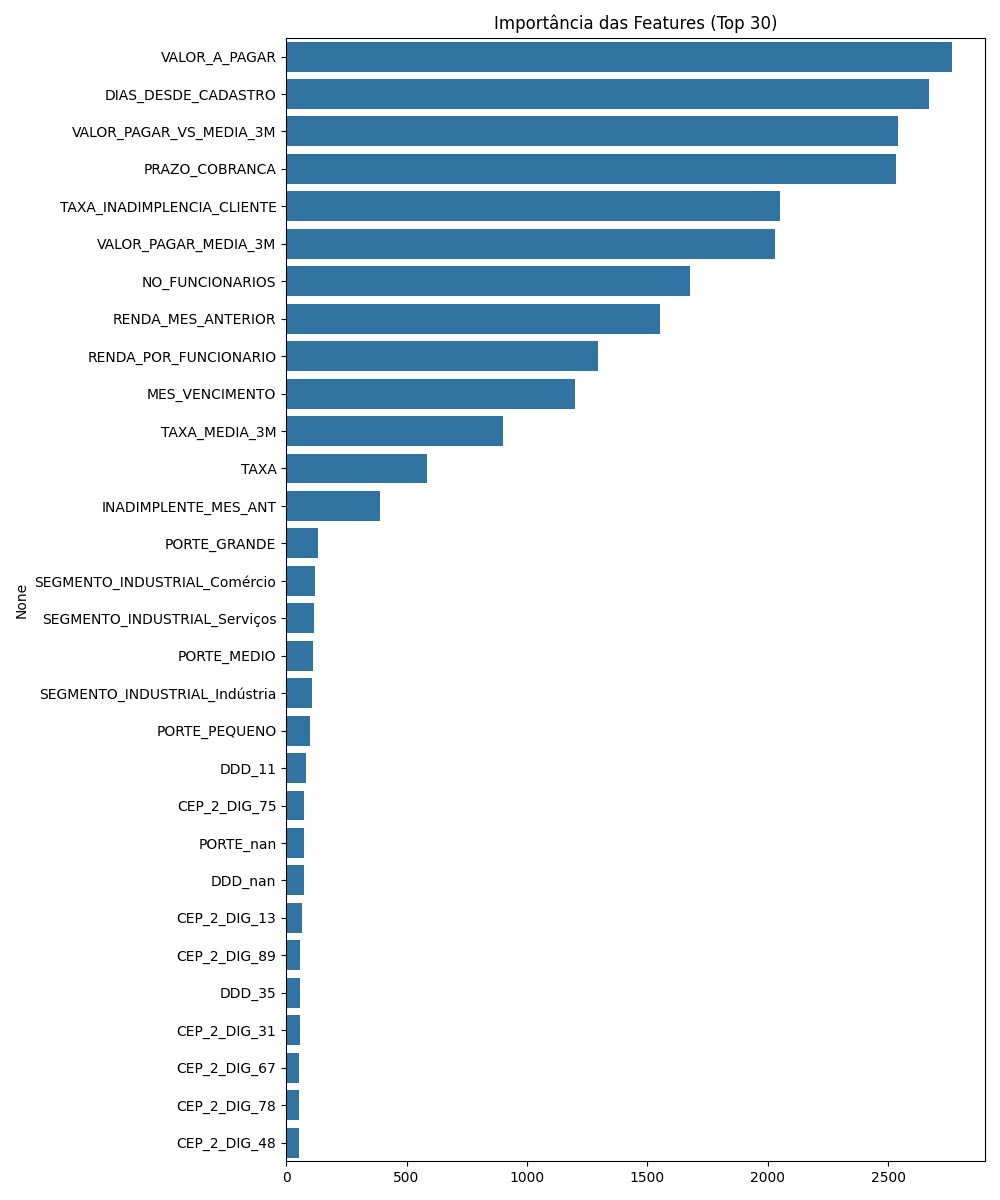 Importância das Features (Top 30)
VALOR_A_PAGAR
DIAS_DESDE_CADASTRO
VALOR_PAGAR_VS_MEDIA_3M
PRAZO_COBRANCA
TAXA_INADIMPLENCIA_CLIENTE
VALOR_PAGAR_MEDIA_3M
NO_FUNCIONARIOS
RENDA_MES_ANTERIOR
RENDA_POR_FUNCIONARIO
MES_VENCIMENTO
TAXA_MEDIA_3M
TAXA
INADIMPLENTE_MES_ANT
PORTE_GRANDE
SEGMENTO_INDUSTRIAL_Comércio
SEGMENTO_INDUSTRIAL_Serviços
PORTE_MEDIO
SEGMENTO_INDUSTRIAL_Indústria
PORTE_PEQUENO
DDD_11
CEP_2_DIG_75
PORTE_nan
DDD_nan
CEP_2_DIG_13
CEP_2_DIG_89
DDD_35
CEP_2_DIG_31
CEP_2_DIG_67
CEP_2_DIG_78
CEP_2_DIG_48
None
0 500 1000 1500 2000 2500